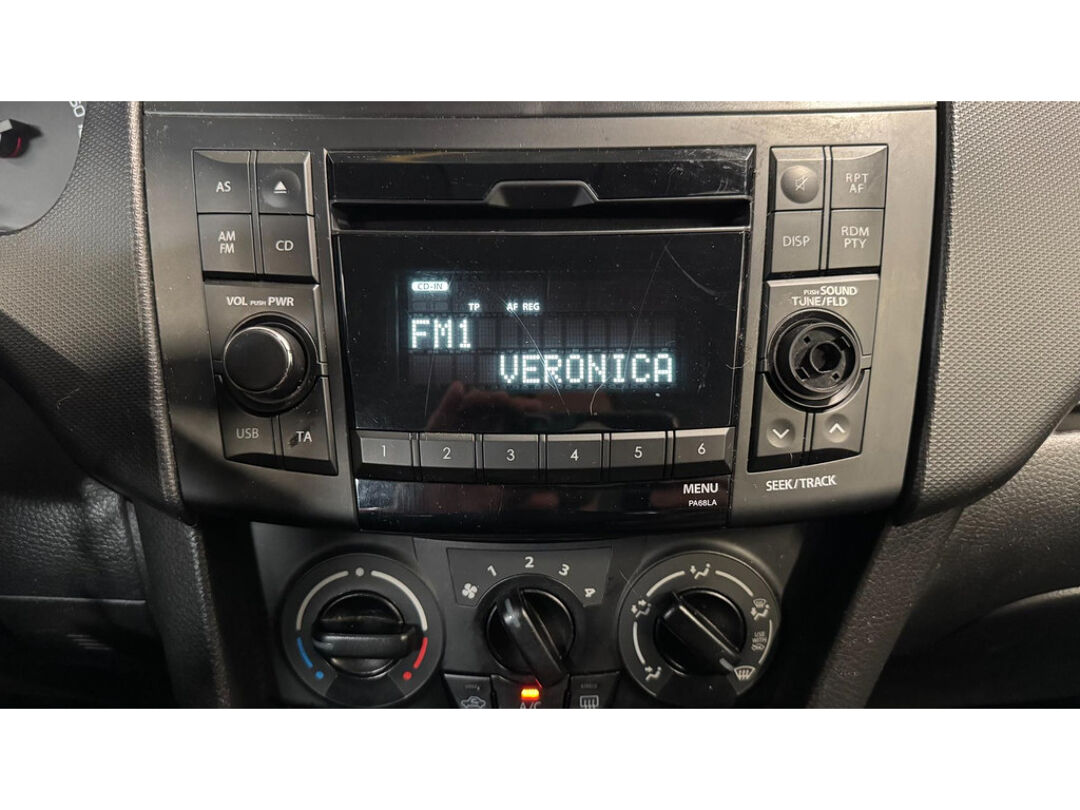 AS
AM
FM
CD
RPT
AF
DISP
RDM
PTY
CD-IN
TP AF REG
FM1
VERONICA
VOL PUSH PWR
PUSH SOUND
TUNE/FLD
USB
TA
1 2 3 4 5 6
MENU
PA68LA
SEEK/TRACK
1 2 3 4
USE
WITH
A/C